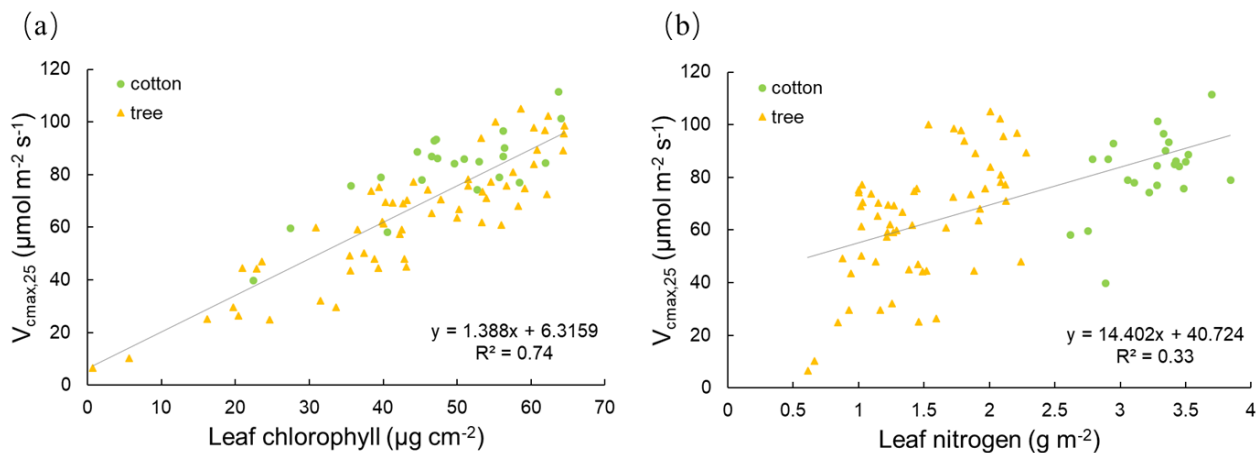 (a)
120
100
80
60
40
20
0
V_cmax,25 (μmol m⁻² s⁻¹)
cotton
tree
y = 1.388x + 6.3159
R² = 0.74
0 10 20 30 40 50 60 70
Leaf chlorophyll (μg cm⁻²)
(b)
120
100
80
60
40
20
0
V_cmax,25 (μmol m⁻² s⁻¹)
cotton
tree
y = 14.402x + 40.724
R² = 0.33
0 0.5 1 1.5 2 2.5 3 3.5 4
Leaf nitrogen (g m⁻²)